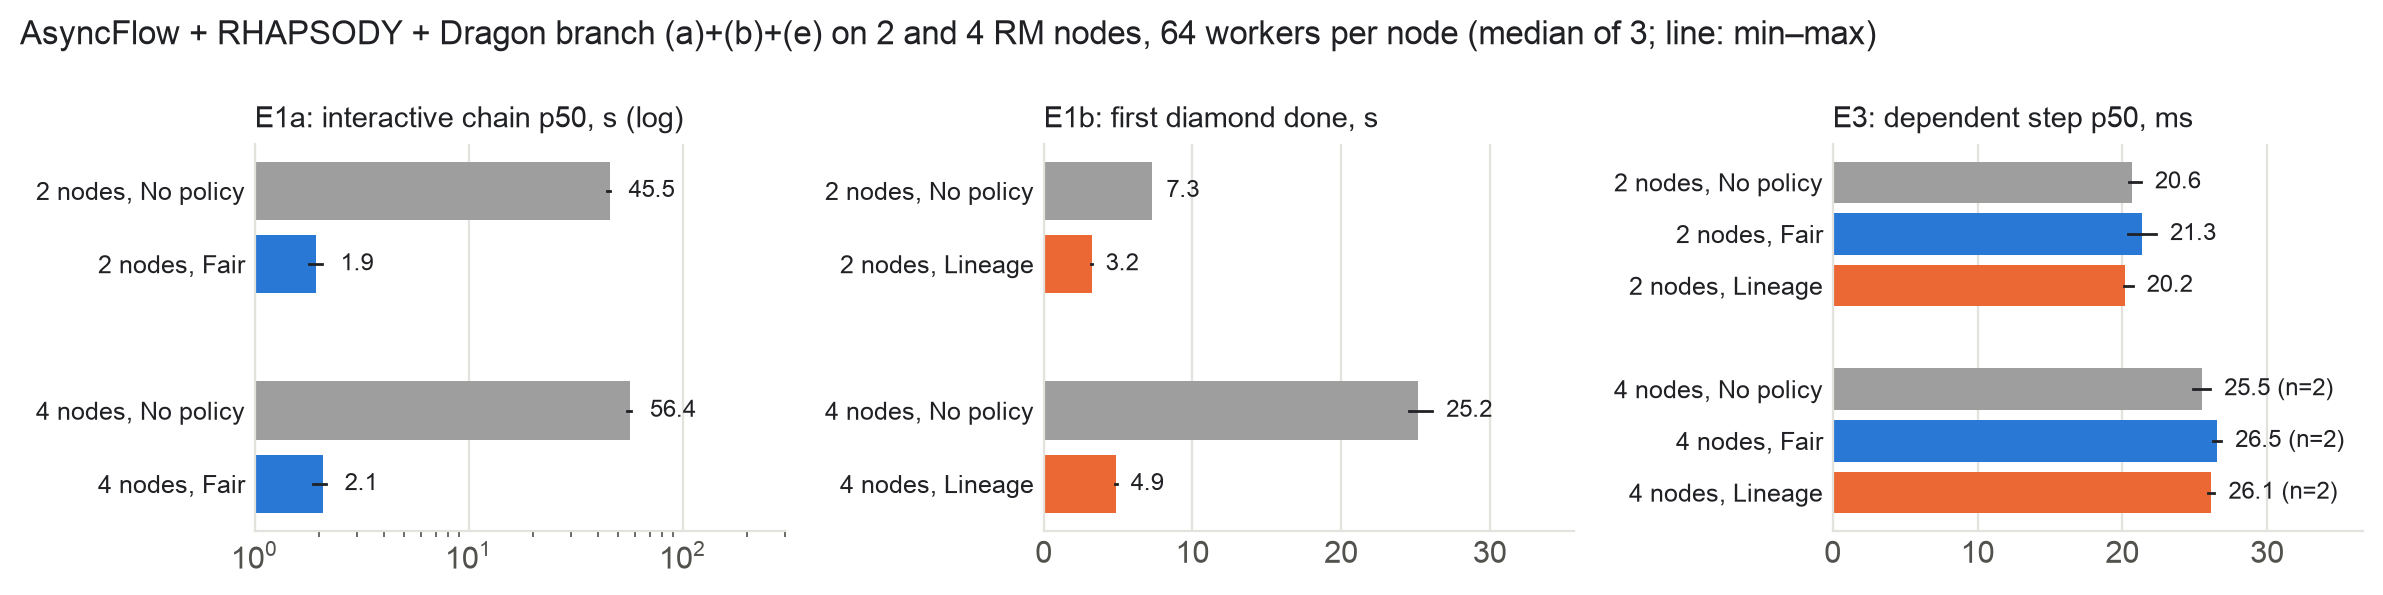 AsyncFlow + RHAPSODY + Dragon branch (a)+(b)+(e) on 2 and 4 RM nodes, 64 workers per node (median of 3; line: min–max)
E1a: interactive chain p50, s (log)
2 nodes, No policy
45.5
2 nodes, Fair
1.9
4 nodes, No policy
56.4
4 nodes, Fair
2.1
10⁰ 10¹ 10²
E1b: first diamond done, s
2 nodes, No policy
7.3
2 nodes, Lineage
3.2
4 nodes, No policy
25.2
4 nodes, Lineage
4.9
0 10 20 30
E3: dependent step p50, ms
2 nodes, No policy
20.6
2 nodes, Fair
21.3
2 nodes, Lineage
20.2
4 nodes, No policy
25.5 (n=2)
4 nodes, Fair
26.5 (n=2)
4 nodes, Lineage
26.1 (n=2)
0 10 20 30